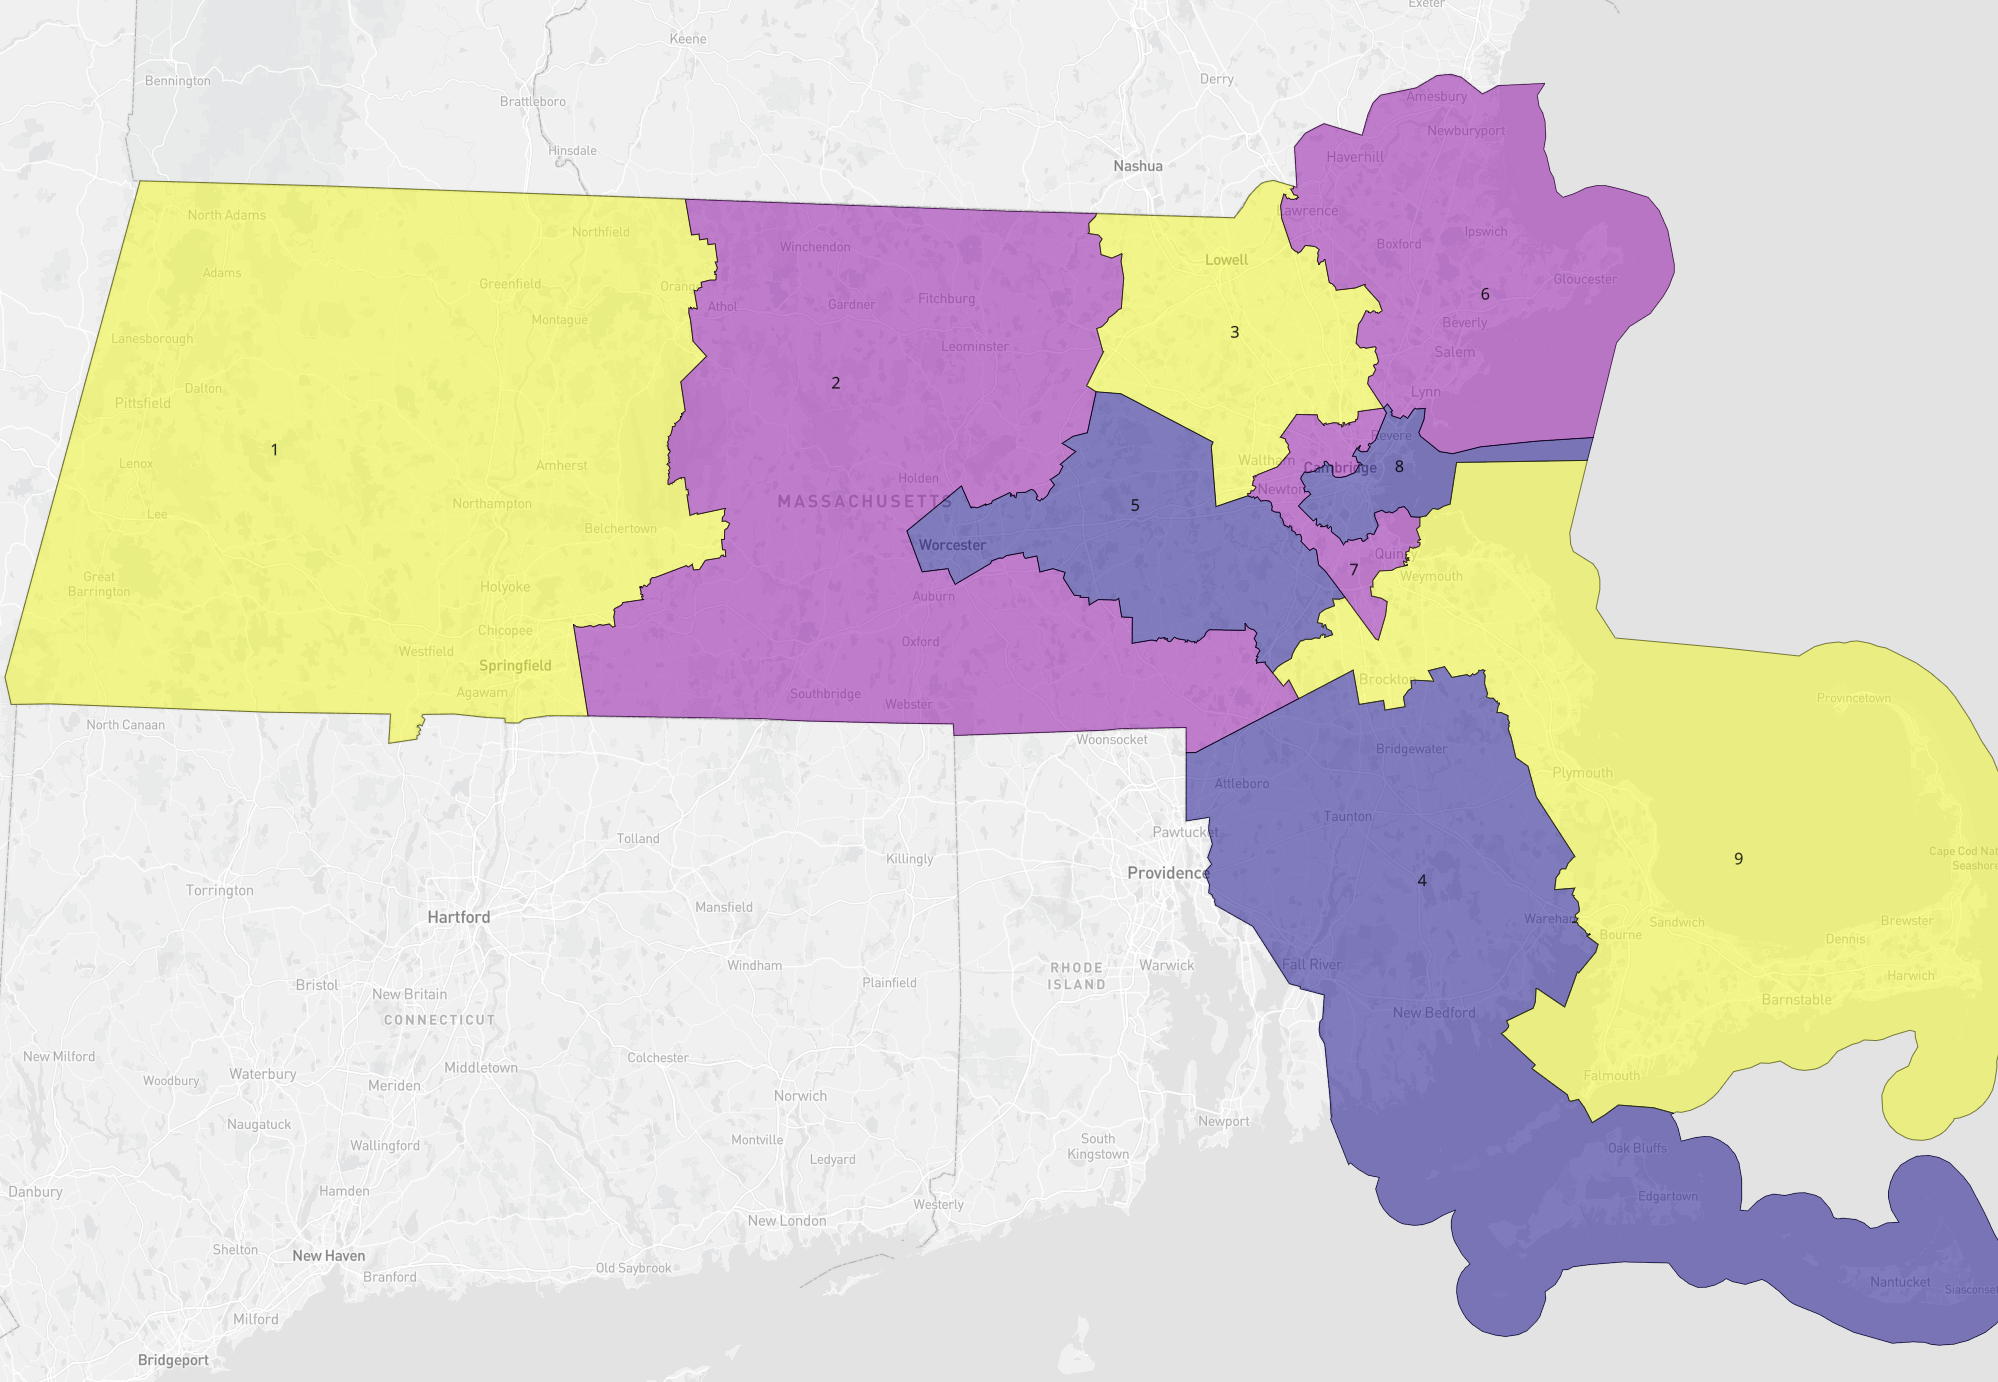 Exeter
Keene
Derry
Bennington
Brattleboro
Amesbury
Newburyport
Hinsdale
Nashua
Haverhill
North Adams
Lawrence
Northfield
Ipswich
Winchendon
Boxford
Lowell
Adams
Greenfield
Orange
Gloucester
6
Fitchburg
Gardner
Athol
Montague
Beverly
3
Lanesborough
Leominster
Salem
2
Dalton
Lynn
Pittsfield
Revere
1
Lenox
Amherst
Waltham
Cambridge
8
Holden
Newton
Northampton
MASSACHUSETTS
5
Lee
Belchertown
Worcester
Quincy
7
Great
Barrington
Weymouth
Holyoke
Auburn
Chicopee
Oxford
Westfield
Springfield
Brockton
Agawam
Southbridge
Webster
Provincetown
North Canaan
Woonsocket
Bridgewater
Plymouth
Attleboro
Taunton
Pawtucket
Tolland
Killingly
9
Cape Cod Nat
Seashore
Providence
4
Torrington
Mansfield
Hartford
Wareham
Sandwich
Brewster
Bourne
Dennis
Windham
RHODE
ISLAND
Warwick
Fall River
Harwich
Plainfield
Bristol
New Britain
Barnstable
CONNECTICUT
New Bedford
New Milford
Colchester
Middletown
Waterbury
Falmouth
Woodbury
Meriden
Norwich
Naugatuck
Newport
Wallingford
Montville
South
Kingstown
Oak Bluffs
Ledyard
Danbury
Hamden
Edgartown
Westerly
New London
Shelton
New Haven
Old Saybrook
Branford
Nantucket
Siasconset
Milford
Bridgeport